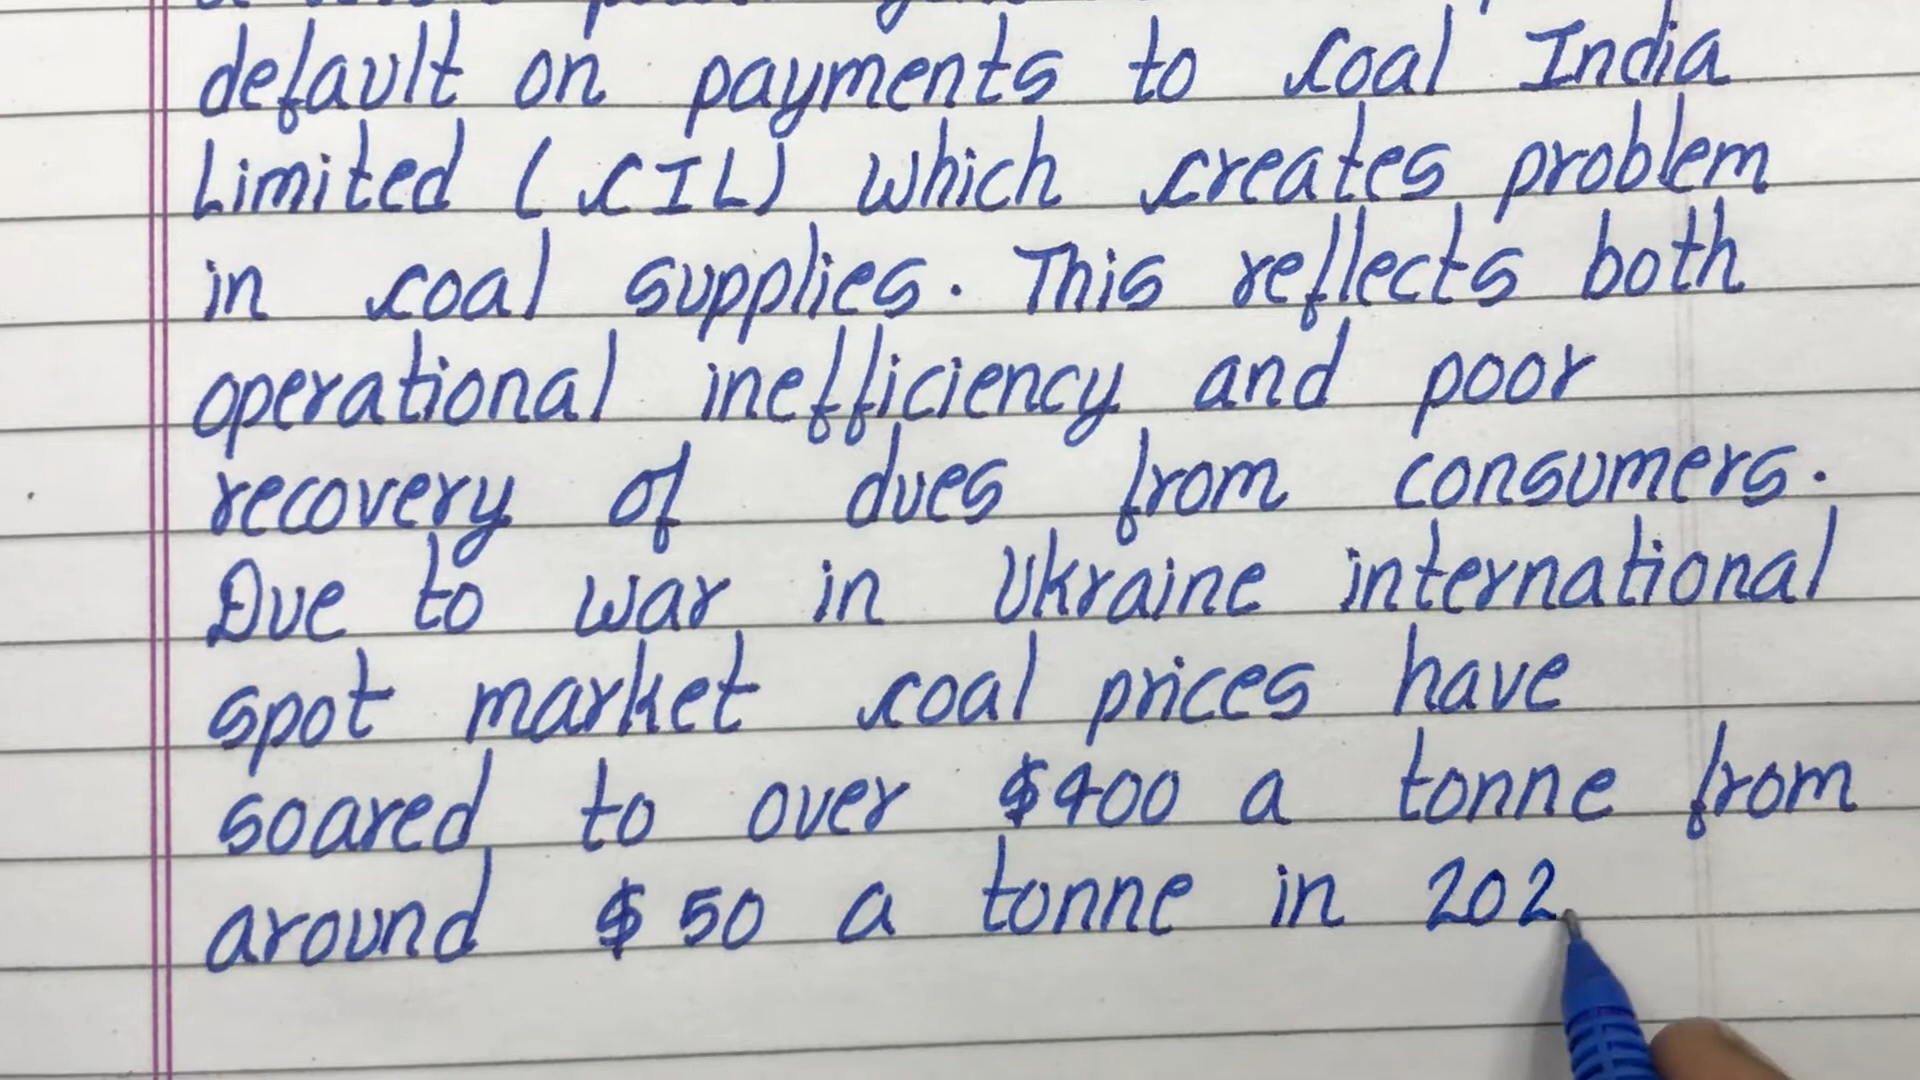 default on payments to coal India
Limited (CIL) which creates problem
in coal supplies. This reflects both
operational inefficiency and poor
recovery of dues from consumers.
Due to war in Ukraine international
spot market coal prices have
soared to over $400 a tonne from
around $50 a tonne in 202